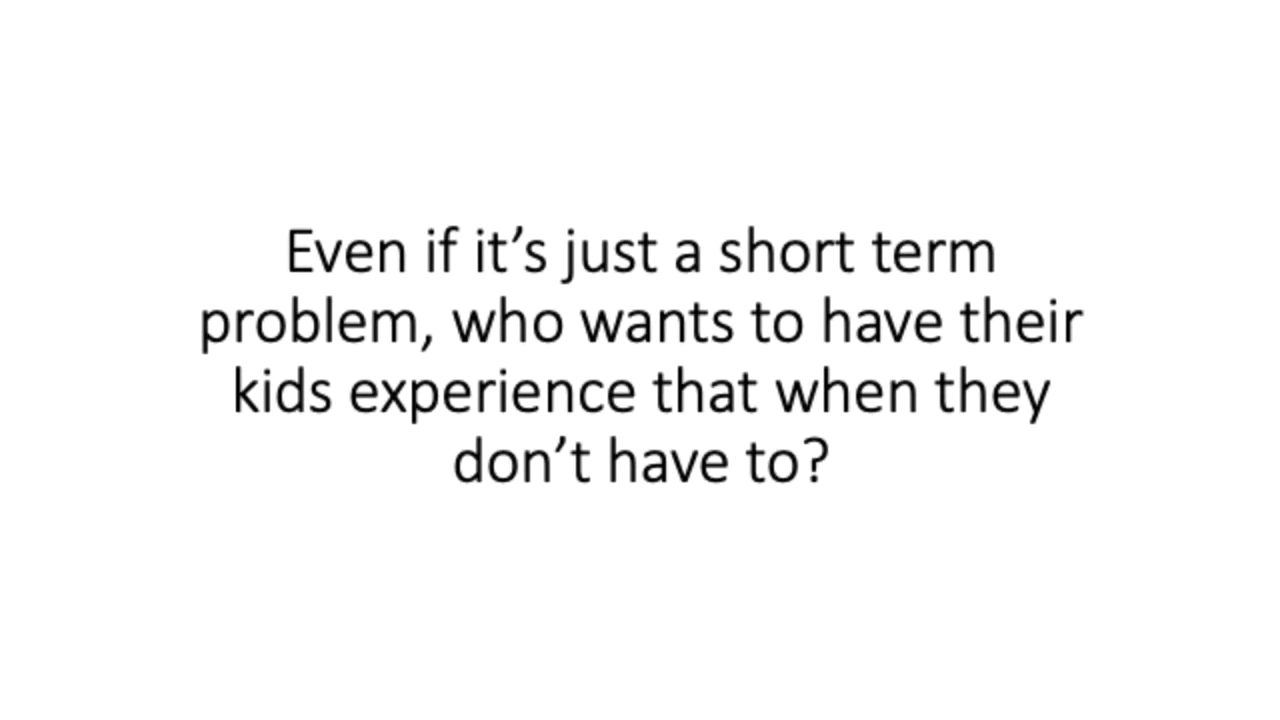 Even if it’s just a short term
problem, who wants to have their
kids experience that when they
don’t have to?